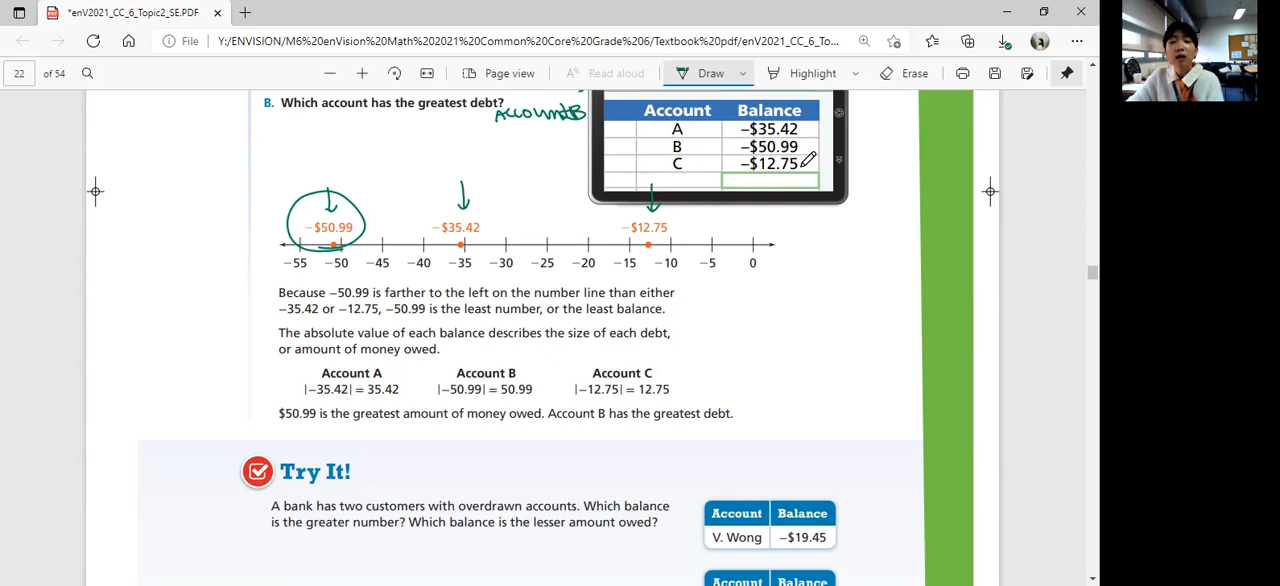 *enV2021_CC_6_Topic2_SE.PDF
File
Y:/ENVISION/M6%20enVision%20Math%202021%20Common%20Core%20Grade%206/Textbook%20pdf/enV2021_CC_6_To...
22 of 54
Page view
Read aloud
Draw
Highlight
Erase
B. Which account has the greatest debt?
Account B
Account Balance
A −$35.42
B −$50.99
C −$12.75
−$50.99 −$35.42 −$12.75
−55 −50 −45 −40 −35 −30 −25 −20 −15 −10 −5 0
Because −50.99 is farther to the left on the number line than either
−35.42 or −12.75, −50.99 is the least number, or the least balance.
The absolute value of each balance describes the size of each debt,
or amount of money owed.
Account A Account B Account C
|−35.42| = 35.42 |−50.99| = 50.99 |−12.75| = 12.75
$50.99 is the greatest amount of money owed. Account B has the greatest debt.
Try It!
A bank has two customers with overdrawn accounts. Which balance
is the greater number? Which balance is the lesser amount owed?
Account Balance
V. Wong −$19.45
Account Balance